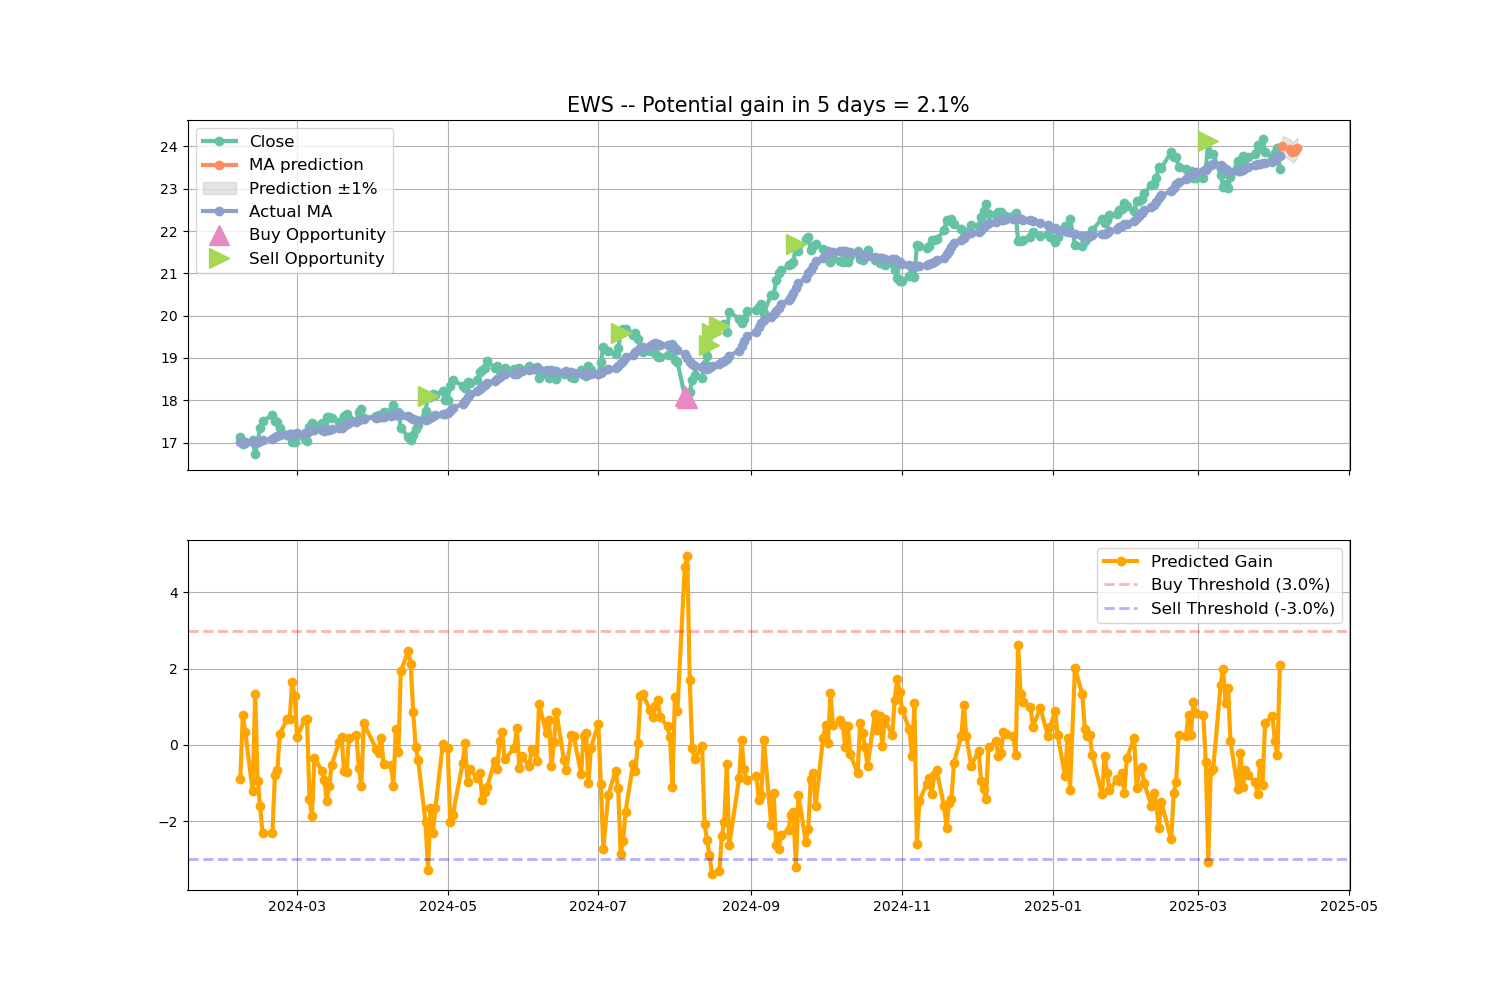 EWS -- Potential gain in 5 days = 2.1%
Close
MA prediction
Prediction ±1%
Actual MA
Buy Opportunity
Sell Opportunity
24
23
22
21
20
19
18
17
Predicted Gain
Buy Threshold (3.0%)
Sell Threshold (-3.0%)
4
2
0
−2
2024-03 2024-05 2024-07 2024-09 2024-11 2025-01 2025-03 2025-05